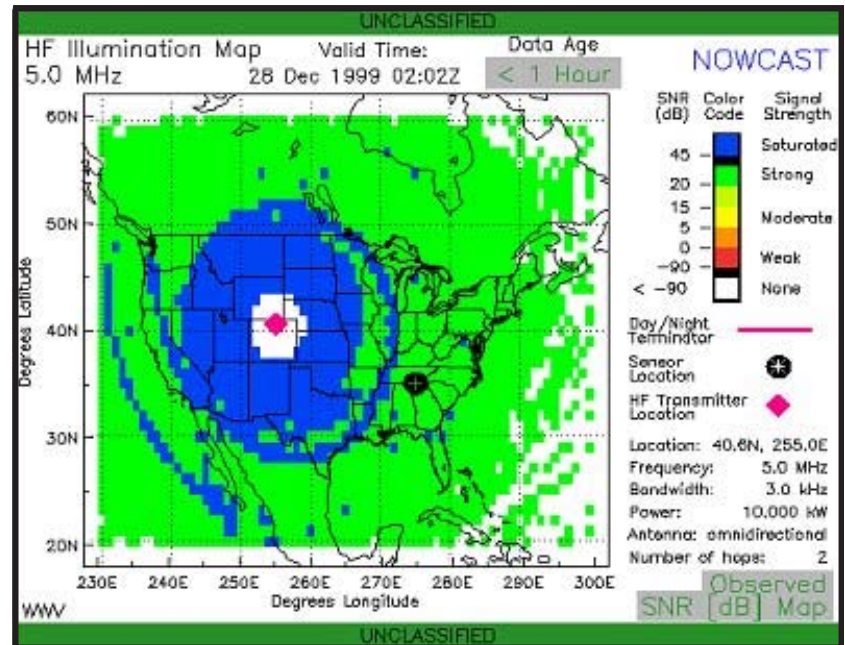 UNCLASSIFIED
HF Illumination Map
5.0 MHz
Valid Time:
28 Dec 1999 02:02Z
Data Age
< 1 Hour
NOWCAST
SNR (dB)
Color Code
Signal Strength
45
20
15
5
0
-90
< -90
Saturated
Strong
Moderate
Weak
None
Day/Night
Terminator
Sensor
Location
HF Transmitter
Location
Location: 40.6N, 255.0E
Frequency: 5.0 MHz
Bandwidth: 3.0 kHz
Power: 10.000 kW
Antenna: omnidirectional
Number of hops: 2
Observed
SNR [dB] Map
60N
50N
40N
30N
20N
Degrees Latitude
230E 240E 250E 260E 270E 280E 290E 300E
Degrees Longitude
WWV
UNCLASSIFIED